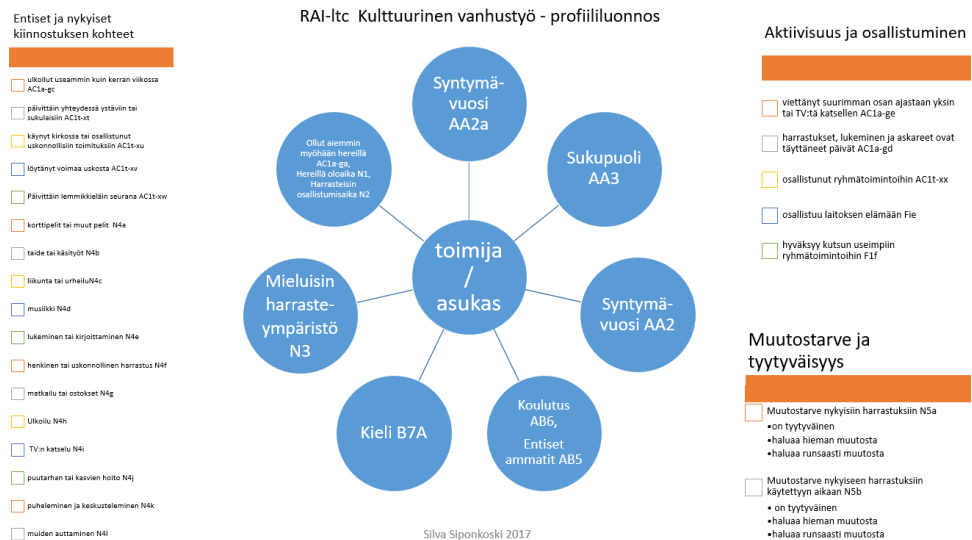 RAI-ltc Kulttuurinen vanhustyö - profiililuonnos
Entiset ja nykyiset
kiinnostuksen kohteet
ulkoilut useammin kuin kerran viikossa
AC1a-gc
päivittäin yhteydessä ystäviin tai
sukulaisiin AC1t-xt
käynyt kirkossa tai osallistunut
uskonnollisiin toimituksiin AC1t-xu
löytänyt voimaa uskosta AC1t-xv
Päivittäin lemmikkieläin seurana AC1t-xw
korttipelit tai muut pelit N4a
taide tai käsityöt N4b
liikunta tai urheiluN4c
musiikki N4d
lukeminen tai kirjoittaminen N4e
henkinen tai uskonnollinen harrastus N4f
matkailu tai ostokset N4g
Ulkoilu N4h
TV:n katselu N4i
puutarhan tai kasvien hoito N4j
puheleminen ja keskusteleminen N4k
muiden auttaminen N4l
Syntymä-
vuosi
AA2a
Sukupuoli
AA3
Syntymä-
vuosi AA2
Koulutus
AB6,
Entiset
ammatit AB5
Kieli B7A
Mieluisin
harraste-
ympäristö
N3
Ollut aiemmin
myöhään hereillä
AC1a-ga,
Hereillä oloaika N1,
Harrasteisin
osallistumisaika N2
toimija
/
asukas
Silva Siponkoski 2017
Aktiivisuus ja osallistuminen
viettänyt suurimman osan ajastaan yksin
tai TV:tä katsellen AC1a-ge
harrastukset, lukeminen ja askareet ovat
täyttäneet päivät AC1a-gd
osallistunut ryhmätoimintoihin AC1t-xx
osallistuu laitoksen elämään Fie
hyväksyy kutsun useimpiin
ryhmätoimintoihin F1f
Muutostarve ja
tyytyväisyys
Muutostarve nykyisiin harrastuksiin N5a
•on tyytyväinen
•haluaa hieman muutosta
•haluaa runsaasti muutosta
Muutostarve nykyiseen harrastuksiin
käytettyyn aikaan N5b
• on tyytyväinen
•haluaa hieman muutosta
•haluaa runsaasti muutosta